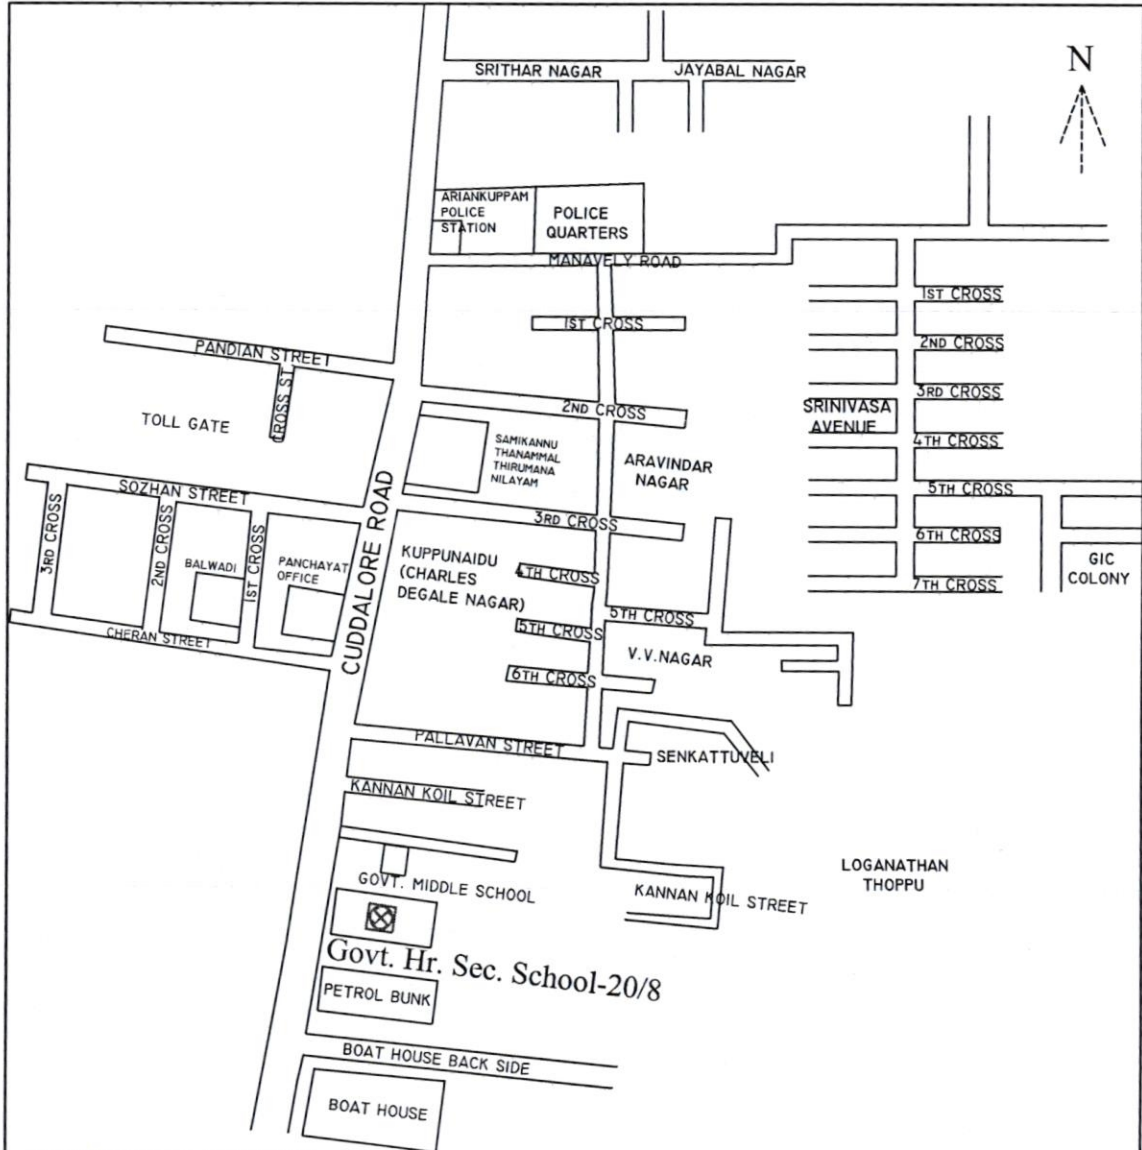 SRITHAR NAGAR
JAYABAL NAGAR
N
ARIANKUPPAM
POLICE
STATION
POLICE
QUARTERS
MANAVELY ROAD
1ST CROSS
1ST CROSS
2ND CROSS
PANDIAN STREET
CROSS ST
3RD CROSS
2ND CROSS
SRINIVASA
AVENUE
TOLL GATE
4TH CROSS
SAMIKANNU
THANAMMAL
THIRUMANA
NILAYAM
ARAVINDAR
NAGAR
5TH CROSS
SOZHAN STREET
CUDDALORE ROAD
3RD CROSS
6TH CROSS
3RD CROSS
2ND CROSS
1ST CROSS
BALWADI
PANCHAYAT
OFFICE
KUPPUNAIDU
(CHARLES
DEGALE NAGAR)
4TH CROSS
GIC
COLONY
7TH CROSS
5TH CROSS
5TH CROSS
CHERAN STREET
V.V.NAGAR
6TH CROSS
PALLAVAN STREET
SENKATTUVELI
KANNAN KOIL STREET
LOGANATHAN
THOPPU
GOVT. MIDDLE SCHOOL
KANNAN KOIL STREET
Govt. Hr. Sec. School-20/8
PETROL BUNK
BOAT HOUSE BACK SIDE
BOAT HOUSE